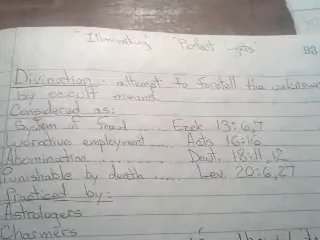 "Illuminating" "Perfect gifts"
98
Divination: attempt to foretell the unknown
by occult means.
Considered as:
System of fraud ..... Ezek 13:6,7
Lucrative employment ..... Acts 16:16
Abomination ..... Deut. 18:11,12
Punishable by death ..... Lev. 20:6,27
Practiced by:
Astrologers
Charmers